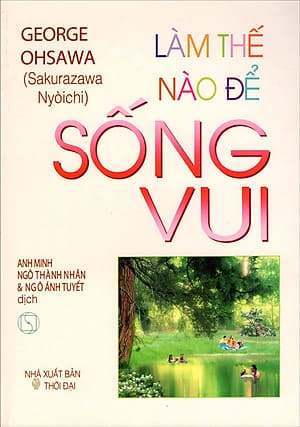 GEORGE
OHSAWA
(Sakurazawa
Nyòichi)
LÀM THẾ
NÀO ĐỂ
SỐNG
VUI
ANH MINH
NGÔ THÀNH NHÂN
& NGÔ ÁNH TUYẾT
dịch
NHÀ XUẤT BẢN
THỜI ĐẠI